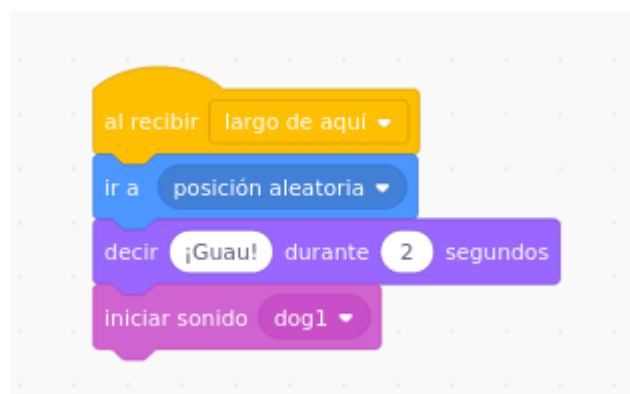 al recibir largo de aquí
ir a posición aleatoria
decir ¡Guau! durante 2 segundos
iniciar sonido dog1